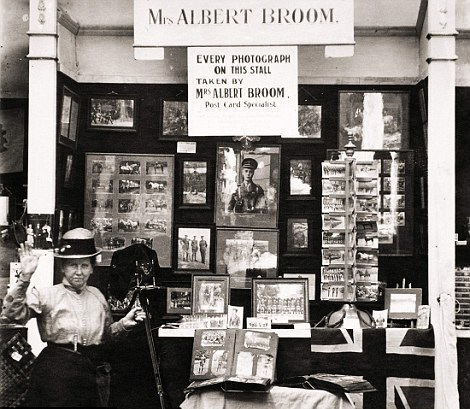 Mrs ALBERT BROOM.
EVERY PHOTOGRAPH
ON THIS STALL
TAKEN BY
Mrs ALBERT BROOM,
Post Card Specialist.